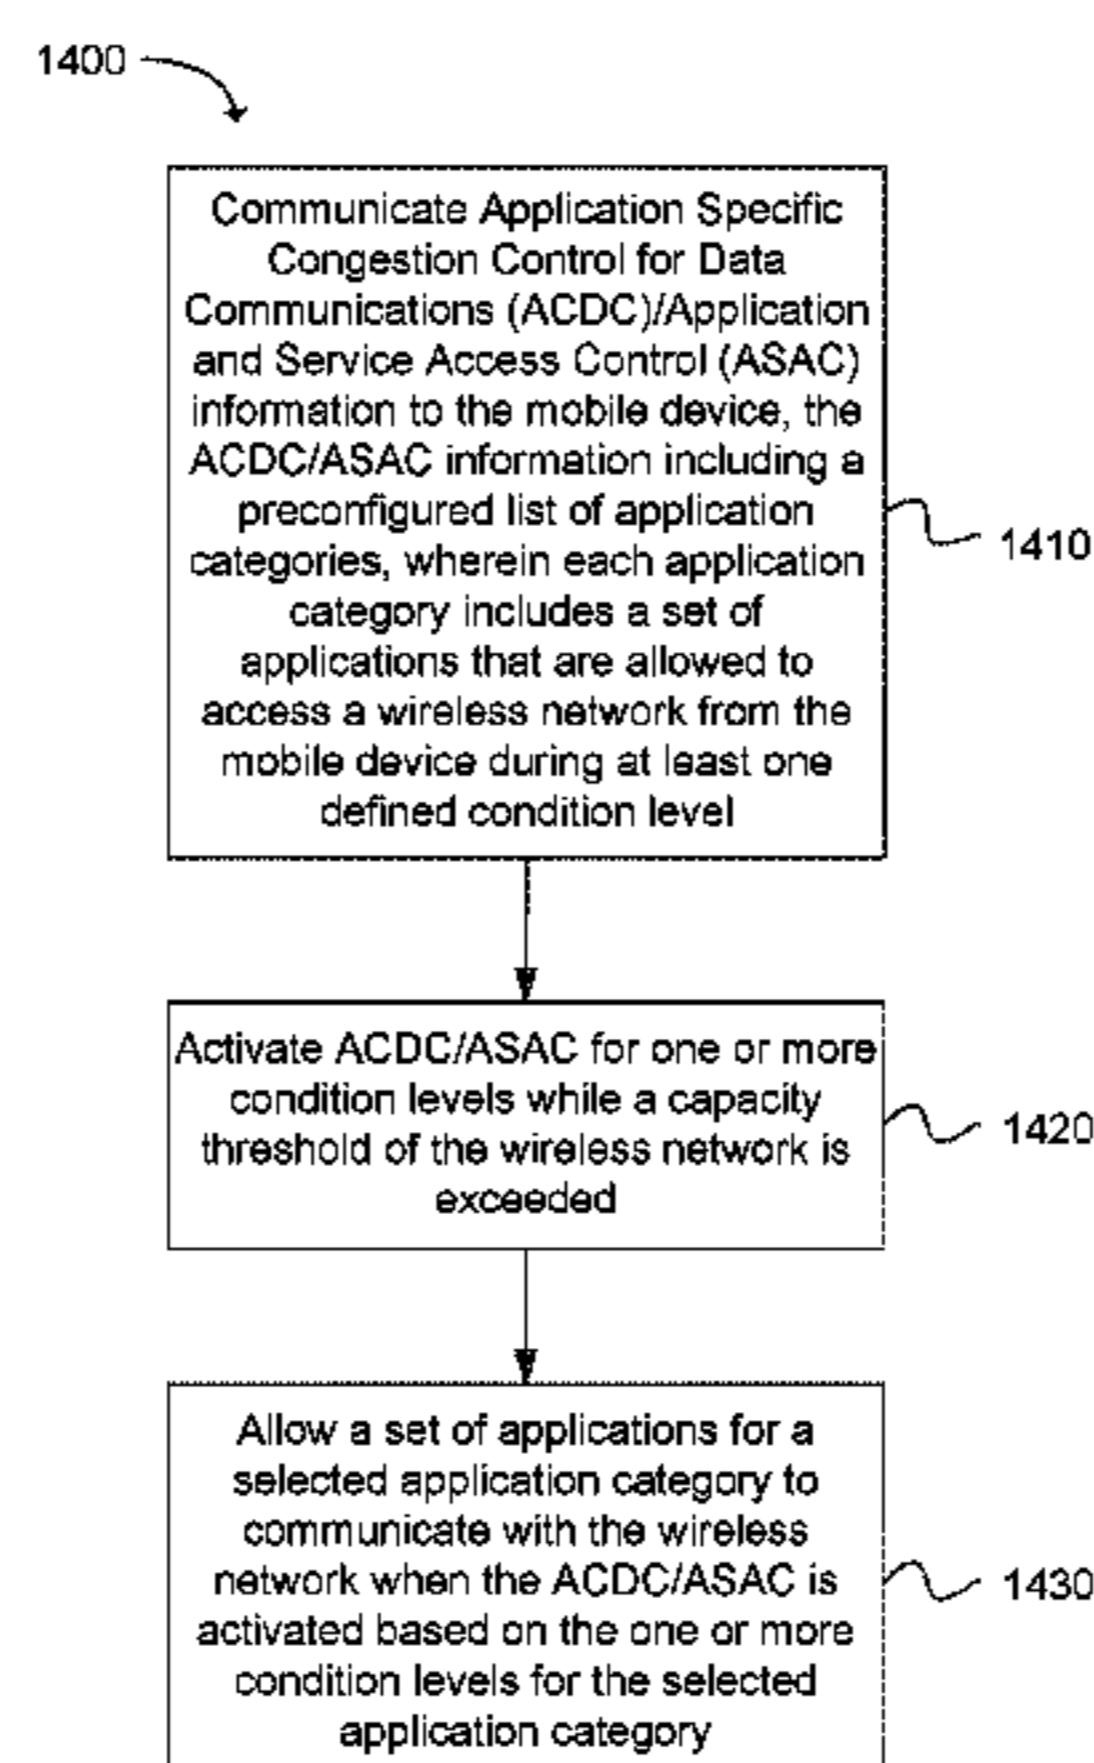 1400
Communicate Application Specific
Congestion Control for Data
Communications (ACDC)/Application
and Service Access Control (ASAC)
information to the mobile device, the
ACDC/ASAC information including a
preconfigured list of application
categories, wherein each application
category includes a set of
applications that are allowed to
access a wireless network from the
mobile device during at least one
defined condition level
1410
Activate ACDC/ASAC for one or more
condition levels while a capacity
threshold of the wireless network is
exceeded
1420
Allow a set of applications for a
selected application category to
communicate with the wireless
network when the ACDC/ASAC is
activated based on the one or more
condition levels for the selected
application category
1430